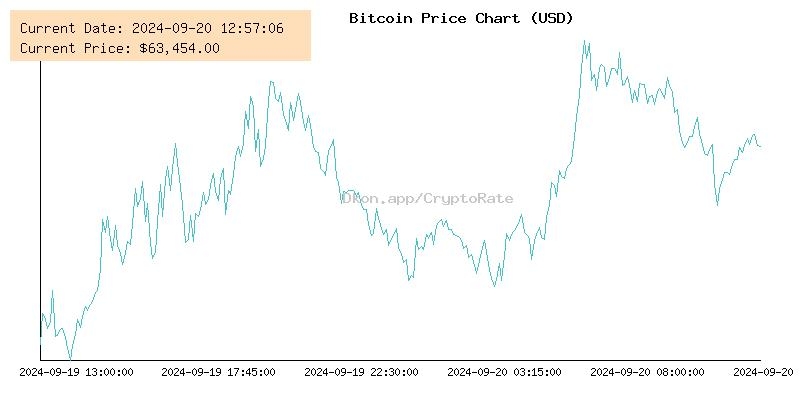 Bitcoin Price Chart (USD)
Current Date: 2024-09-20 12:57:06
Current Price: $63,454.00
DKon.app/CryptoRate
2024-09-19 13:00:00 2024-09-19 17:45:00 2024-09-19 22:30:00 2024-09-20 03:15:00 2024-09-20 08:00:00 2024-09-20